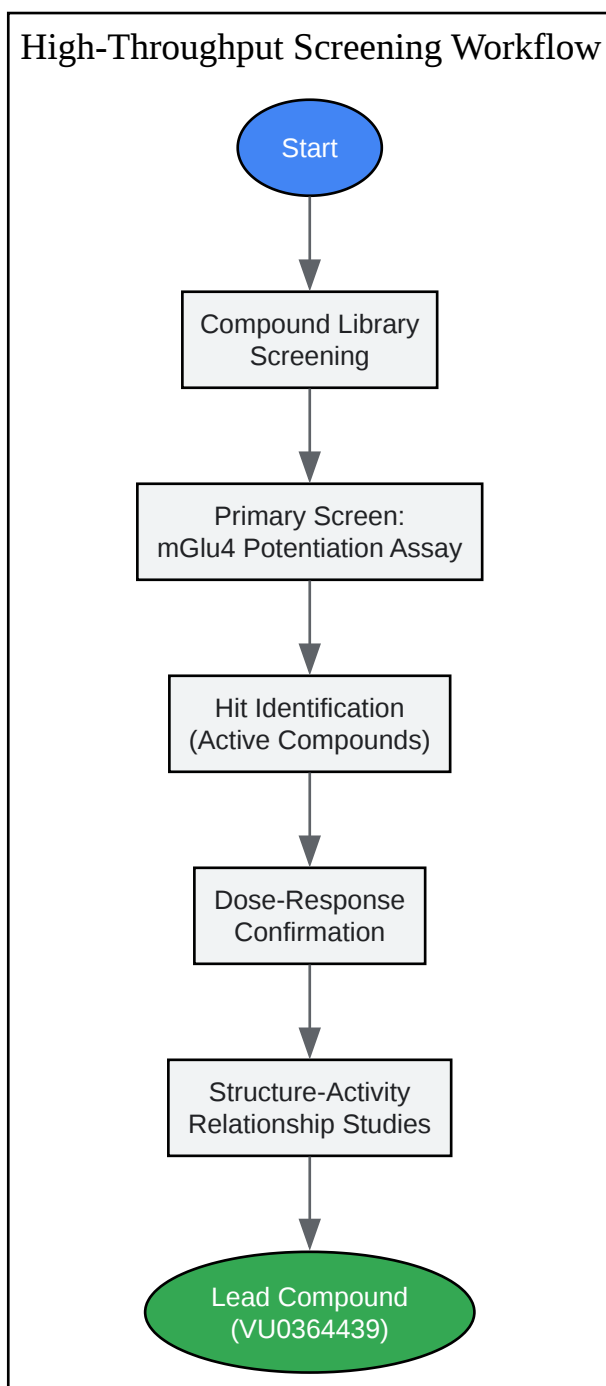 High-Throughput Screening Workflow
Start
Compound Library
Screening
Primary Screen:
mGlu4 Potentiation Assay
Hit Identification
(Active Compounds)
Dose-Response
Confirmation
Structure-Activity
Relationship Studies
Lead Compound
(VU0364439)